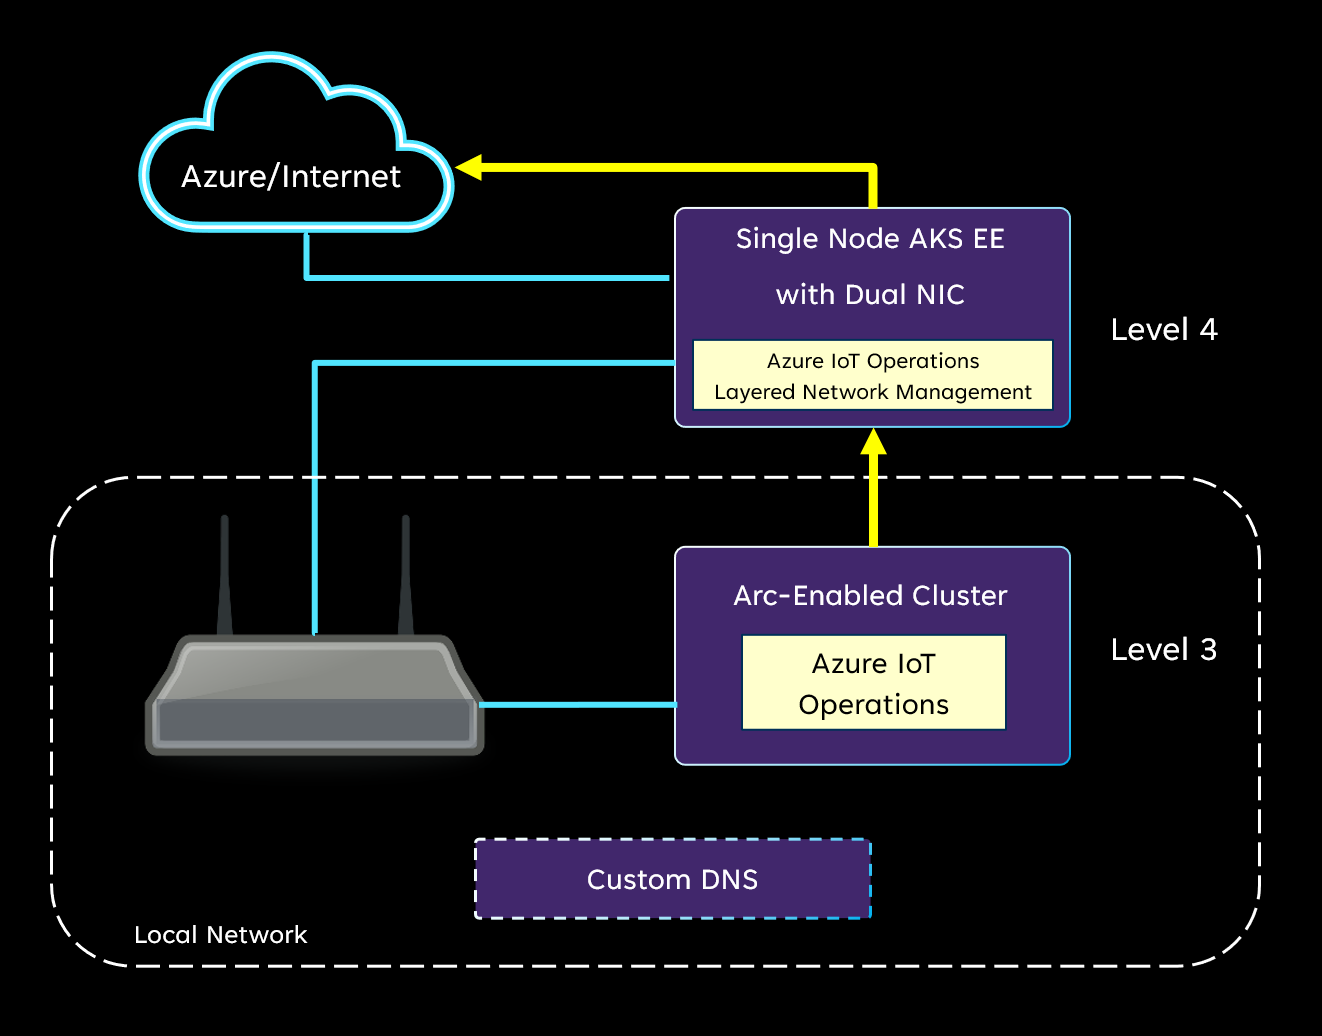 Azure/Internet
Single Node AKS EE
with Dual NIC
Azure IoT Operations
Layered Network Management
Level 4
Arc-Enabled Cluster
Azure IoT
Operations
Level 3
Custom DNS
Local Network